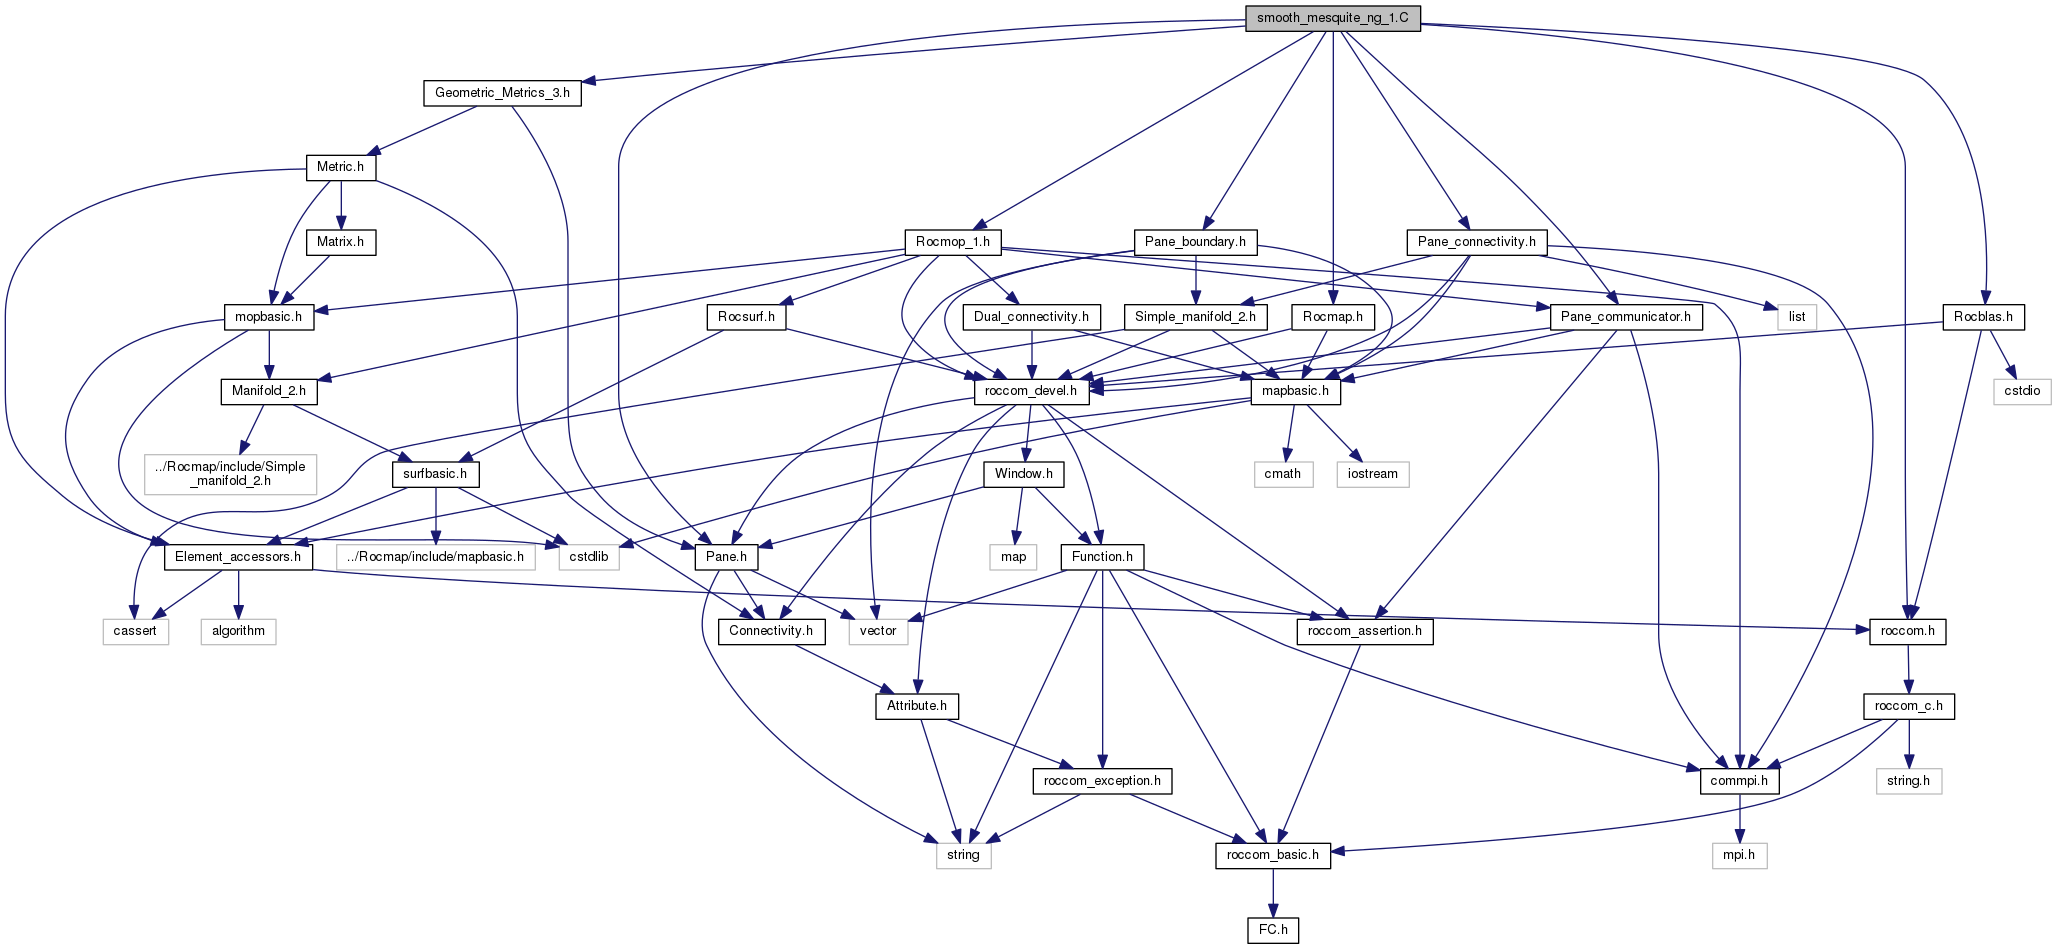 smooth_mesquite_ng_1.C
Geometric_Metrics_3.h
Metric.h
Matrix.h
Rocmop_1.h
Pane_boundary.h
Pane_connectivity.h
mopbasic.h
Rocsurf.h
Dual_connectivity.h
Simple_manifold_2.h
Rocmap.h
Pane_communicator.h
list
Rocblas.h
Manifold_2.h
roccom_devel.h
mapbasic.h
cstdio
../Rocmap/include/Simple
_manifold_2.h
surfbasic.h
Window.h
cmath
iostream
Element_accessors.h
../Rocmap/include/mapbasic.h
cstdlib
Pane.h
map
Function.h
cassert
algorithm
Connectivity.h
vector
roccom_assertion.h
roccom.h
Attribute.h
roccom_c.h
roccom_exception.h
commpi.h
string.h
string
roccom_basic.h
mpi.h
FC.h